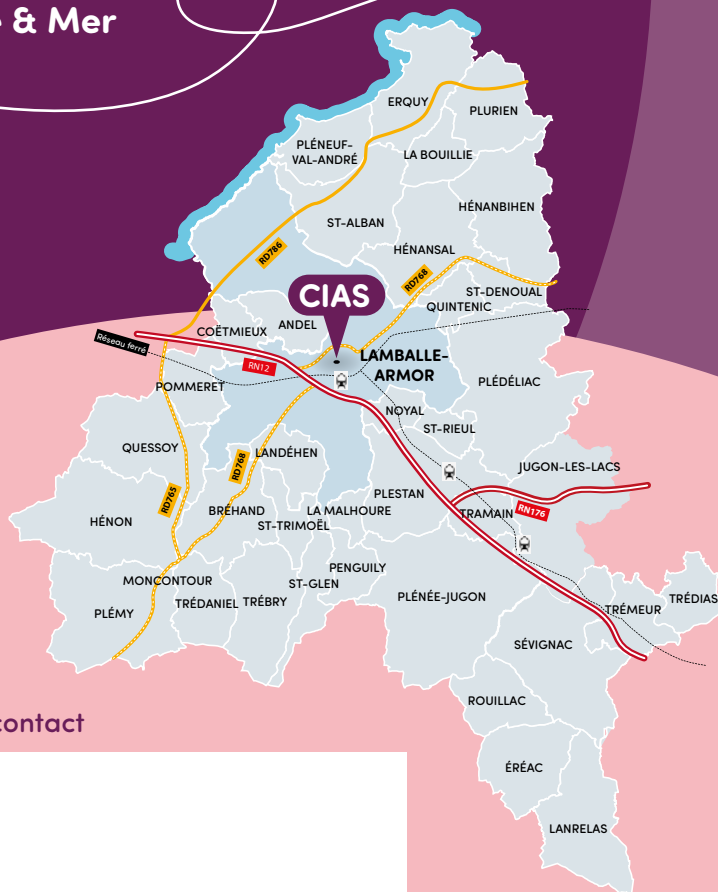 & Mer
ERQUY
PLURIEN
PLÉNEUF-
VAL-ANDRÉ
LA BOUILLIE
ST-ALBAN
HÉNANBIHEN
HÉNANSAL
RD786
RD768
ST-DENOUAL
QUINTENIC
CIAS
COËTMIEUX
ANDEL
Réseau ferré
RN12
LAMBALLE-
ARMOR
POMMERET
PLÉDÉLIAC
NOYAL
ST-RIEUL
QUESSOY
LANDÉHEN
RD768
JUGON-LES-LACS
RD765
PLESTAN
HÉNON
BRÉHAND
LA MALHOURE
TRAMAIN
RN176
ST-TRIMOËL
PENGUILY
MONCONTOUR
ST-GLEN
PLÉMY
TRÉDANIEL
TRÉBRY
PLÉNÉE-JUGON
TRÉMEUR
TRÉDIAS
SÉVIGNAC
ROUILLAC
contact
ÉRÉAC
LANRELAS